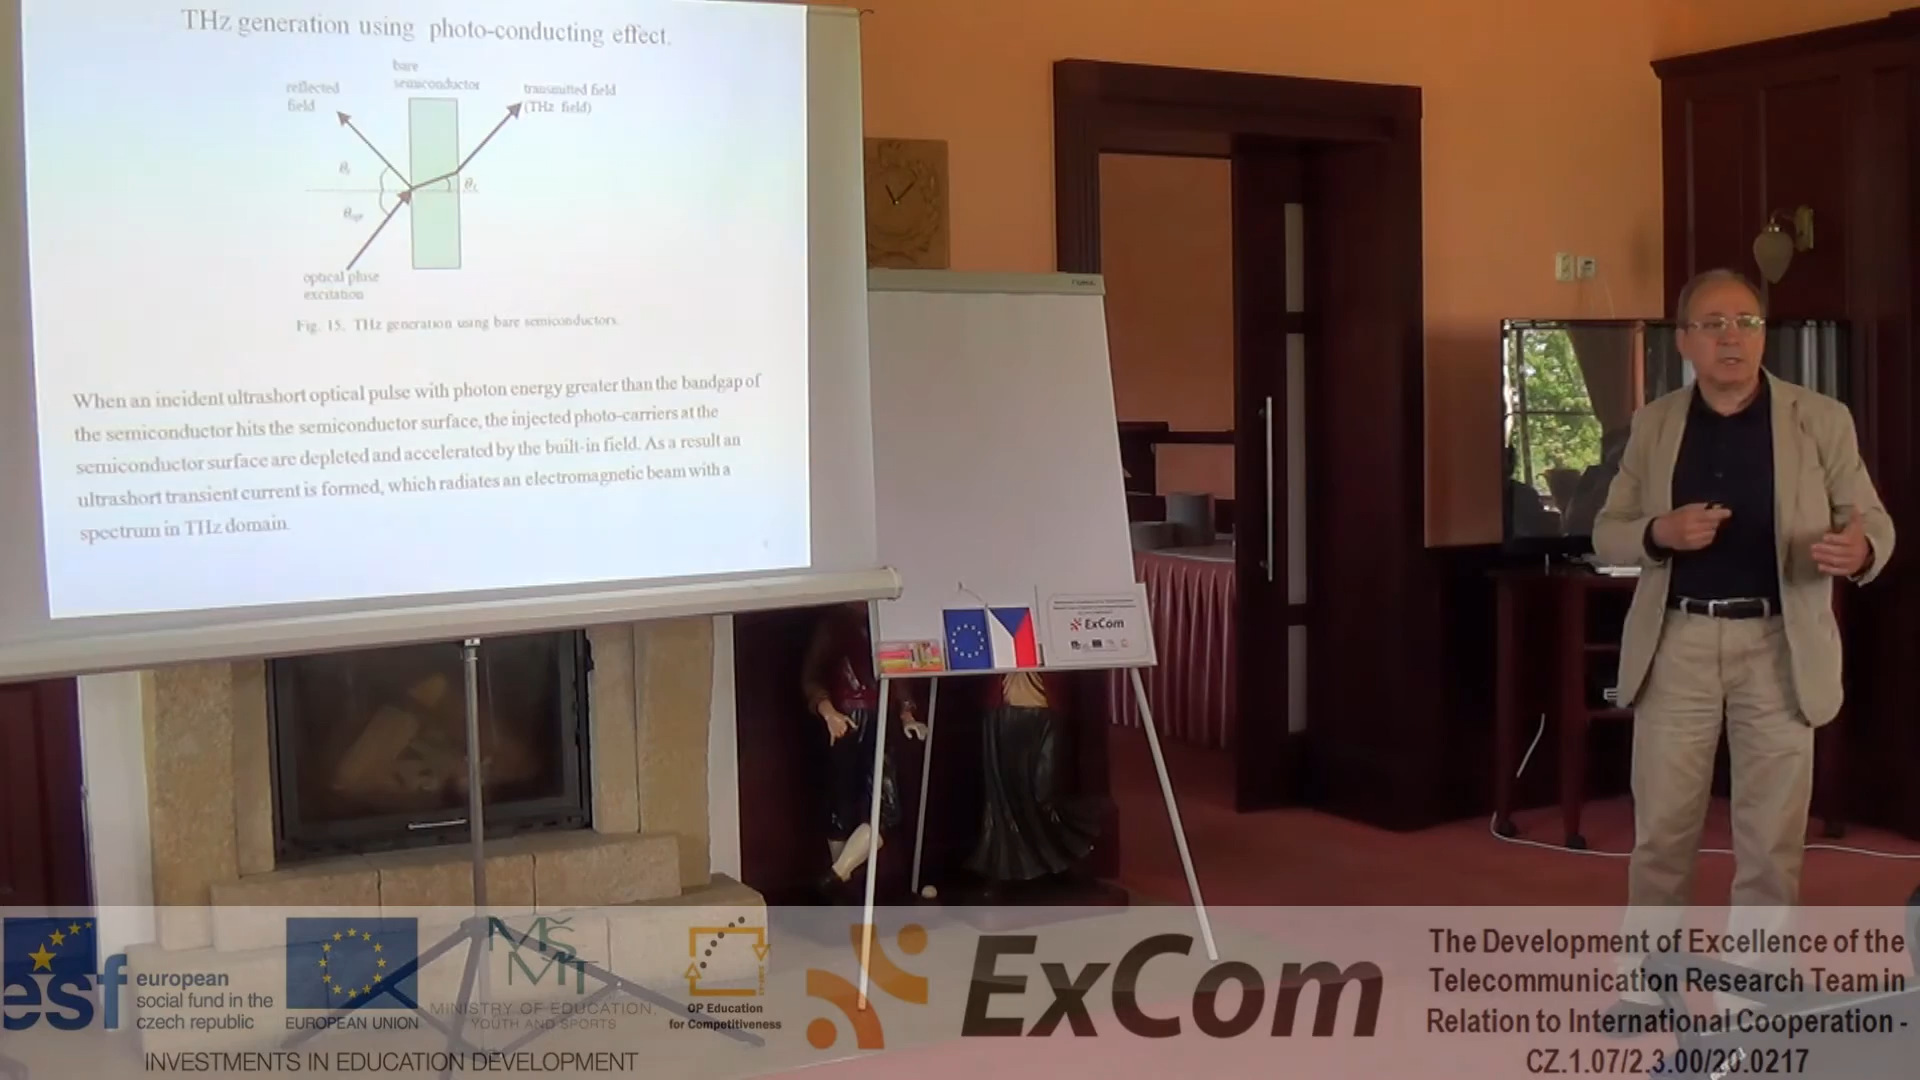 THz generation using photo-conducting effect.
bare
semiconductor
reflected
field
transmitted field
(THz field)
optical pluse
excitation
Fig. 15. THz generation using bare semiconductors.
When an incident ultrashort optical pulse with photon energy greater than the bandgap of
the semiconductor hits the semiconductor surface, the injected photo-carriers at the
semiconductor surface are depleted and accelerated by the built-in field. As a result an
ultrashort transient current is formed, which radiates an electromagnetic beam with a
spectrum in THz domain.
ExCom
esf
european
social fund in the
czech republic
EUROPEAN UNION
MŠ
MT
MINISTRY OF EDUCATION,
YOUTH AND SPORTS
OP Education
for Competitiveness
INVESTMENTS IN EDUCATION DEVELOPMENT
ExCom
The Development of Excellence of the
Telecommunication Research Team in
Relation to International Cooperation -
CZ.1.07/2.3.00/20.0217